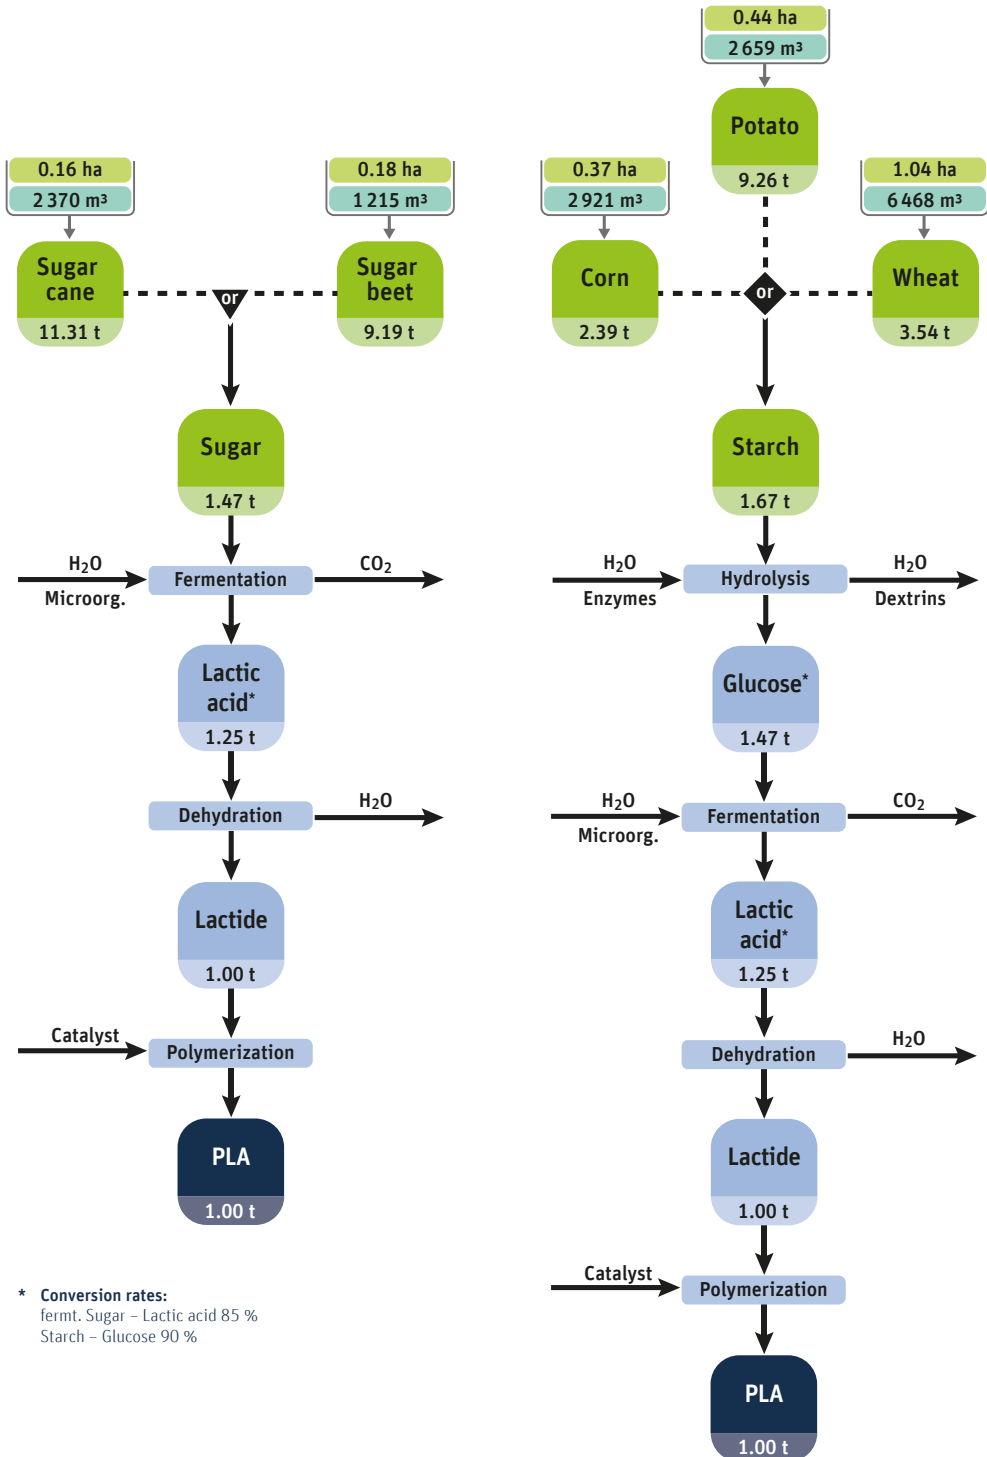 0.16 ha
2 370 m³
Sugar
cane
11.31 t
or
0.18 ha
1 215 m³
Sugar
beet
9.19 t
Sugar
1.47 t
H₂O
Microorg.
Fermentation
CO₂
Lactic
acid*
1.25 t
Dehydration
H₂O
Lactide
1.00 t
Catalyst
Polymerization
PLA
1.00 t
* Conversion rates:
fermt. Sugar – Lactic acid 85 %
Starch – Glucose 90 %
0.44 ha
2 659 m³
Potato
9.26 t
0.37 ha
2 921 m³
Corn
2.39 t
or
1.04 ha
6 468 m³
Wheat
3.54 t
Starch
1.67 t
H₂O
Enzymes
Hydrolysis
H₂O
Dextrins
Glucose*
1.47 t
H₂O
Microorg.
Fermentation
CO₂
Lactic
acid*
1.25 t
Dehydration
H₂O
Lactide
1.00 t
Catalyst
Polymerization
PLA
1.00 t